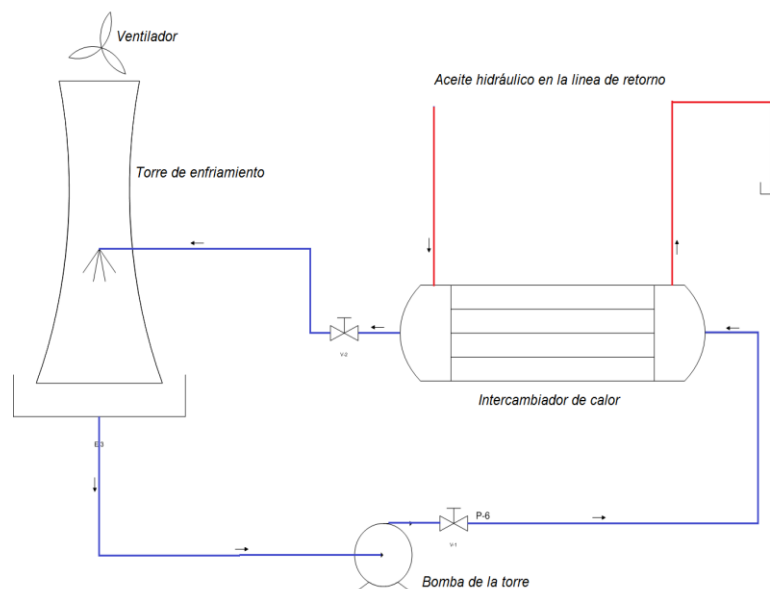 Ventilador
Aceite hidráulico en la linea de retorno
Torre de enfriamiento
V-2
Intercambiador de calor
P-6
V-1
Bomba de la torre